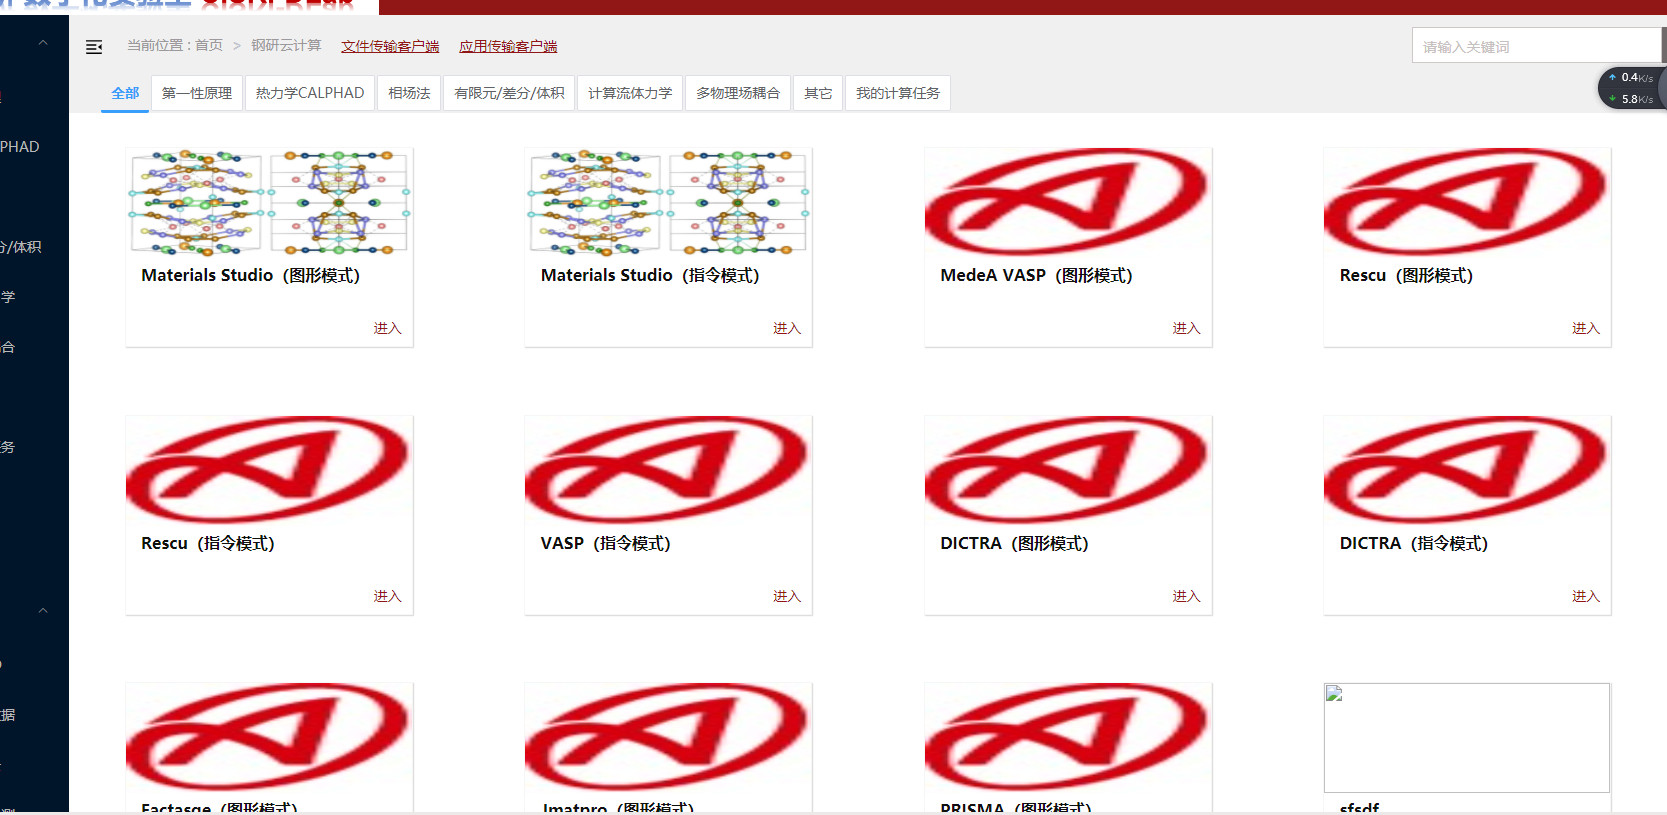 当前位置 : 首页 > 钢研云计算 文件传输客户端 应用传输客户端
请输入关键词
0.4K/s
5.8K/s
全部 第一性原理 热力学CALPHAD 相场法 有限元/差分/体积 计算流体力学 多物理场耦合 其它 我的计算任务
PHAD
/体积
学
合
务
据
Materials Studio（图形模式）
进入
Materials Studio（指令模式）
进入
MedeA VASP（图形模式）
进入
Rescu（图形模式）
进入
Rescu（指令模式）
进入
VASP（指令模式）
进入
DICTRA（图形模式）
进入
DICTRA（指令模式）
进入
Factasge（图形模式）
Jmatpro（图形模式）
PRISMA（图形模式）
sfsdf